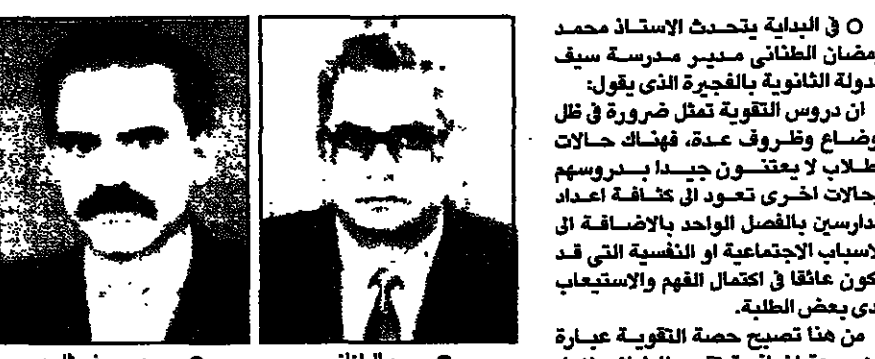 ○ في البداية يتحدث الاستاذ محمد
رمضان الطنانى مدير مدرسة سيف
الدولة الثانوية بالفجيرة الذى يقول:
ان دروس التقوية تمثل ضرورة في ظل
اوضاع وظروف عدة، فهناك حالات
لطلاب لا يعتنون جيدا بدروسهم
وحالات اخرى تعود الى كثافة اعداد
الدارسين بالفصل الواحد بالاضافة الى
الاسباب الاجتماعية او النفسية التى قد
تكون عائقا في اكتمال الفهم والاستيعاب
لدى بعض الطلبة.
من هنا تصبح حصة التقوية عبارة